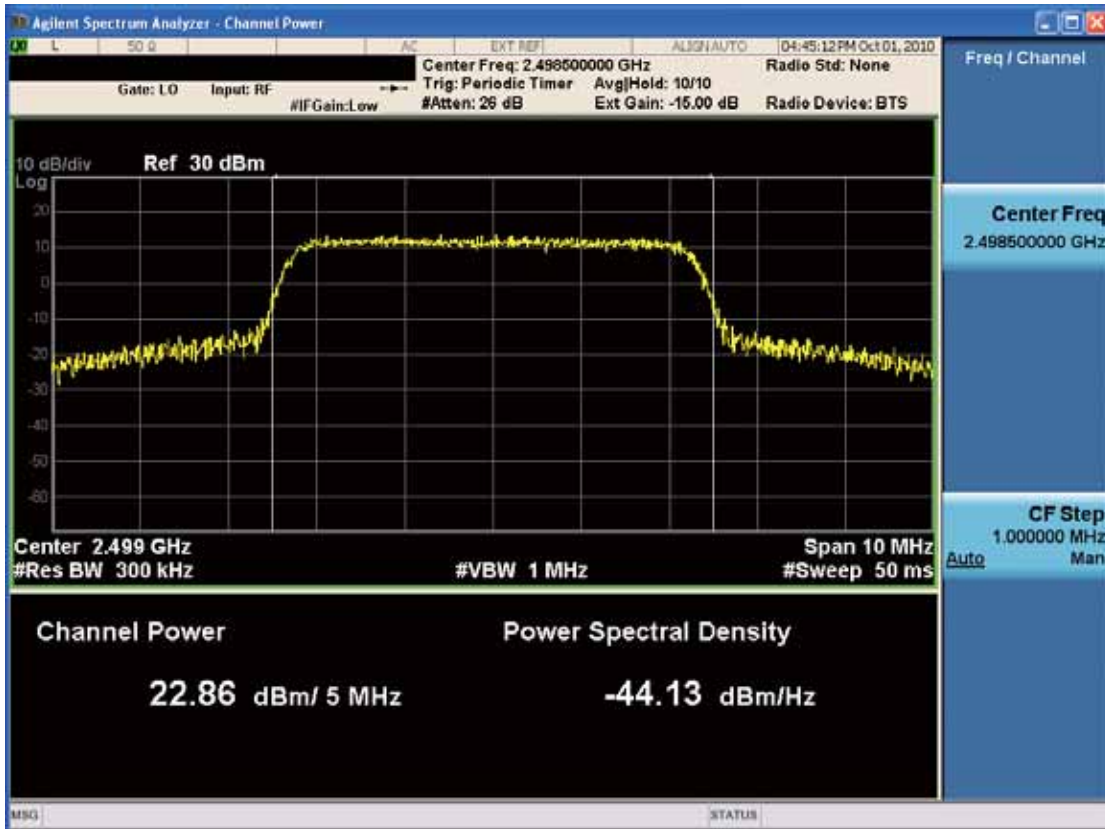 Agilent Spectrum Analyzer - Channel Power
L 50 Ω AC EXT REF ALIGN AUTO 04:45:12 PM Oct 01, 2010
Center Freq: 2.498500000 GHz Radio Std: None
Gate: LO Input: RF Trig: Periodic Timer Avg|Hold: 10/10
#IFGain:Low #Atten: 26 dB Ext Gain: -15.00 dB Radio Device: BTS
10 dB/div Ref 30 dBm
Log
20
10
0
-10
-20
-30
-40
-50
-60
Center 2.499 GHz Span 10 MHz
#Res BW 300 kHz #VBW 1 MHz #Sweep 50 ms
Channel Power Power Spectral Density
22.86 dBm/ 5 MHz -44.13 dBm/Hz
MSG STATUS
Freq / Channel
Center Freq
2.498500000 GHz
CF Step
1.000000 MHz
Auto Man